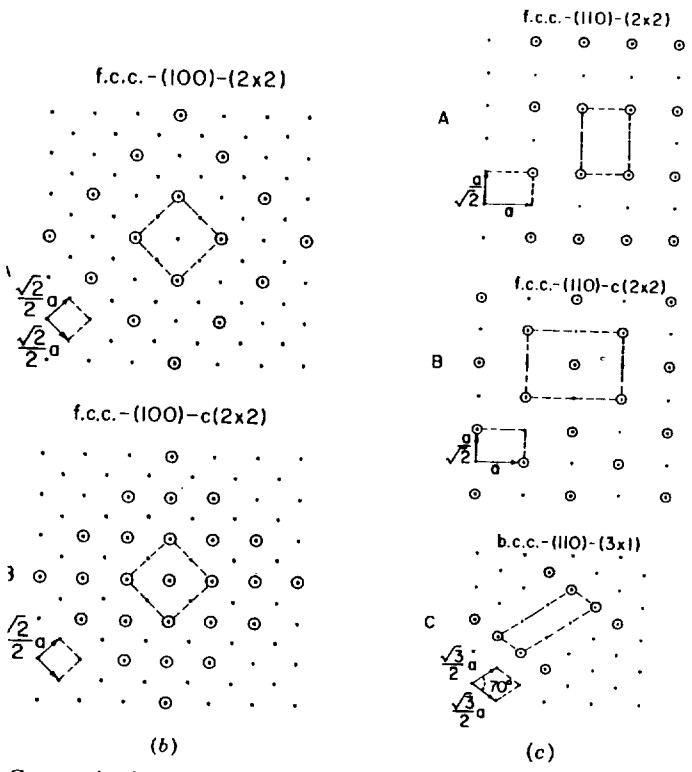 f.c.c.-(100)-(2x2)
√2/2 a
√2/2 a
f.c.c.-(100)-c(2x2)
√2/2 a
(b)
f.c.c.-(110)-(2x2)
A
a/√2
a
f.c.c.-(110)-c(2x2)
B
a/√2
a
b.c.c.-(110)-(3x1)
C
√3/2 a
70°
√3/2 a
(c)